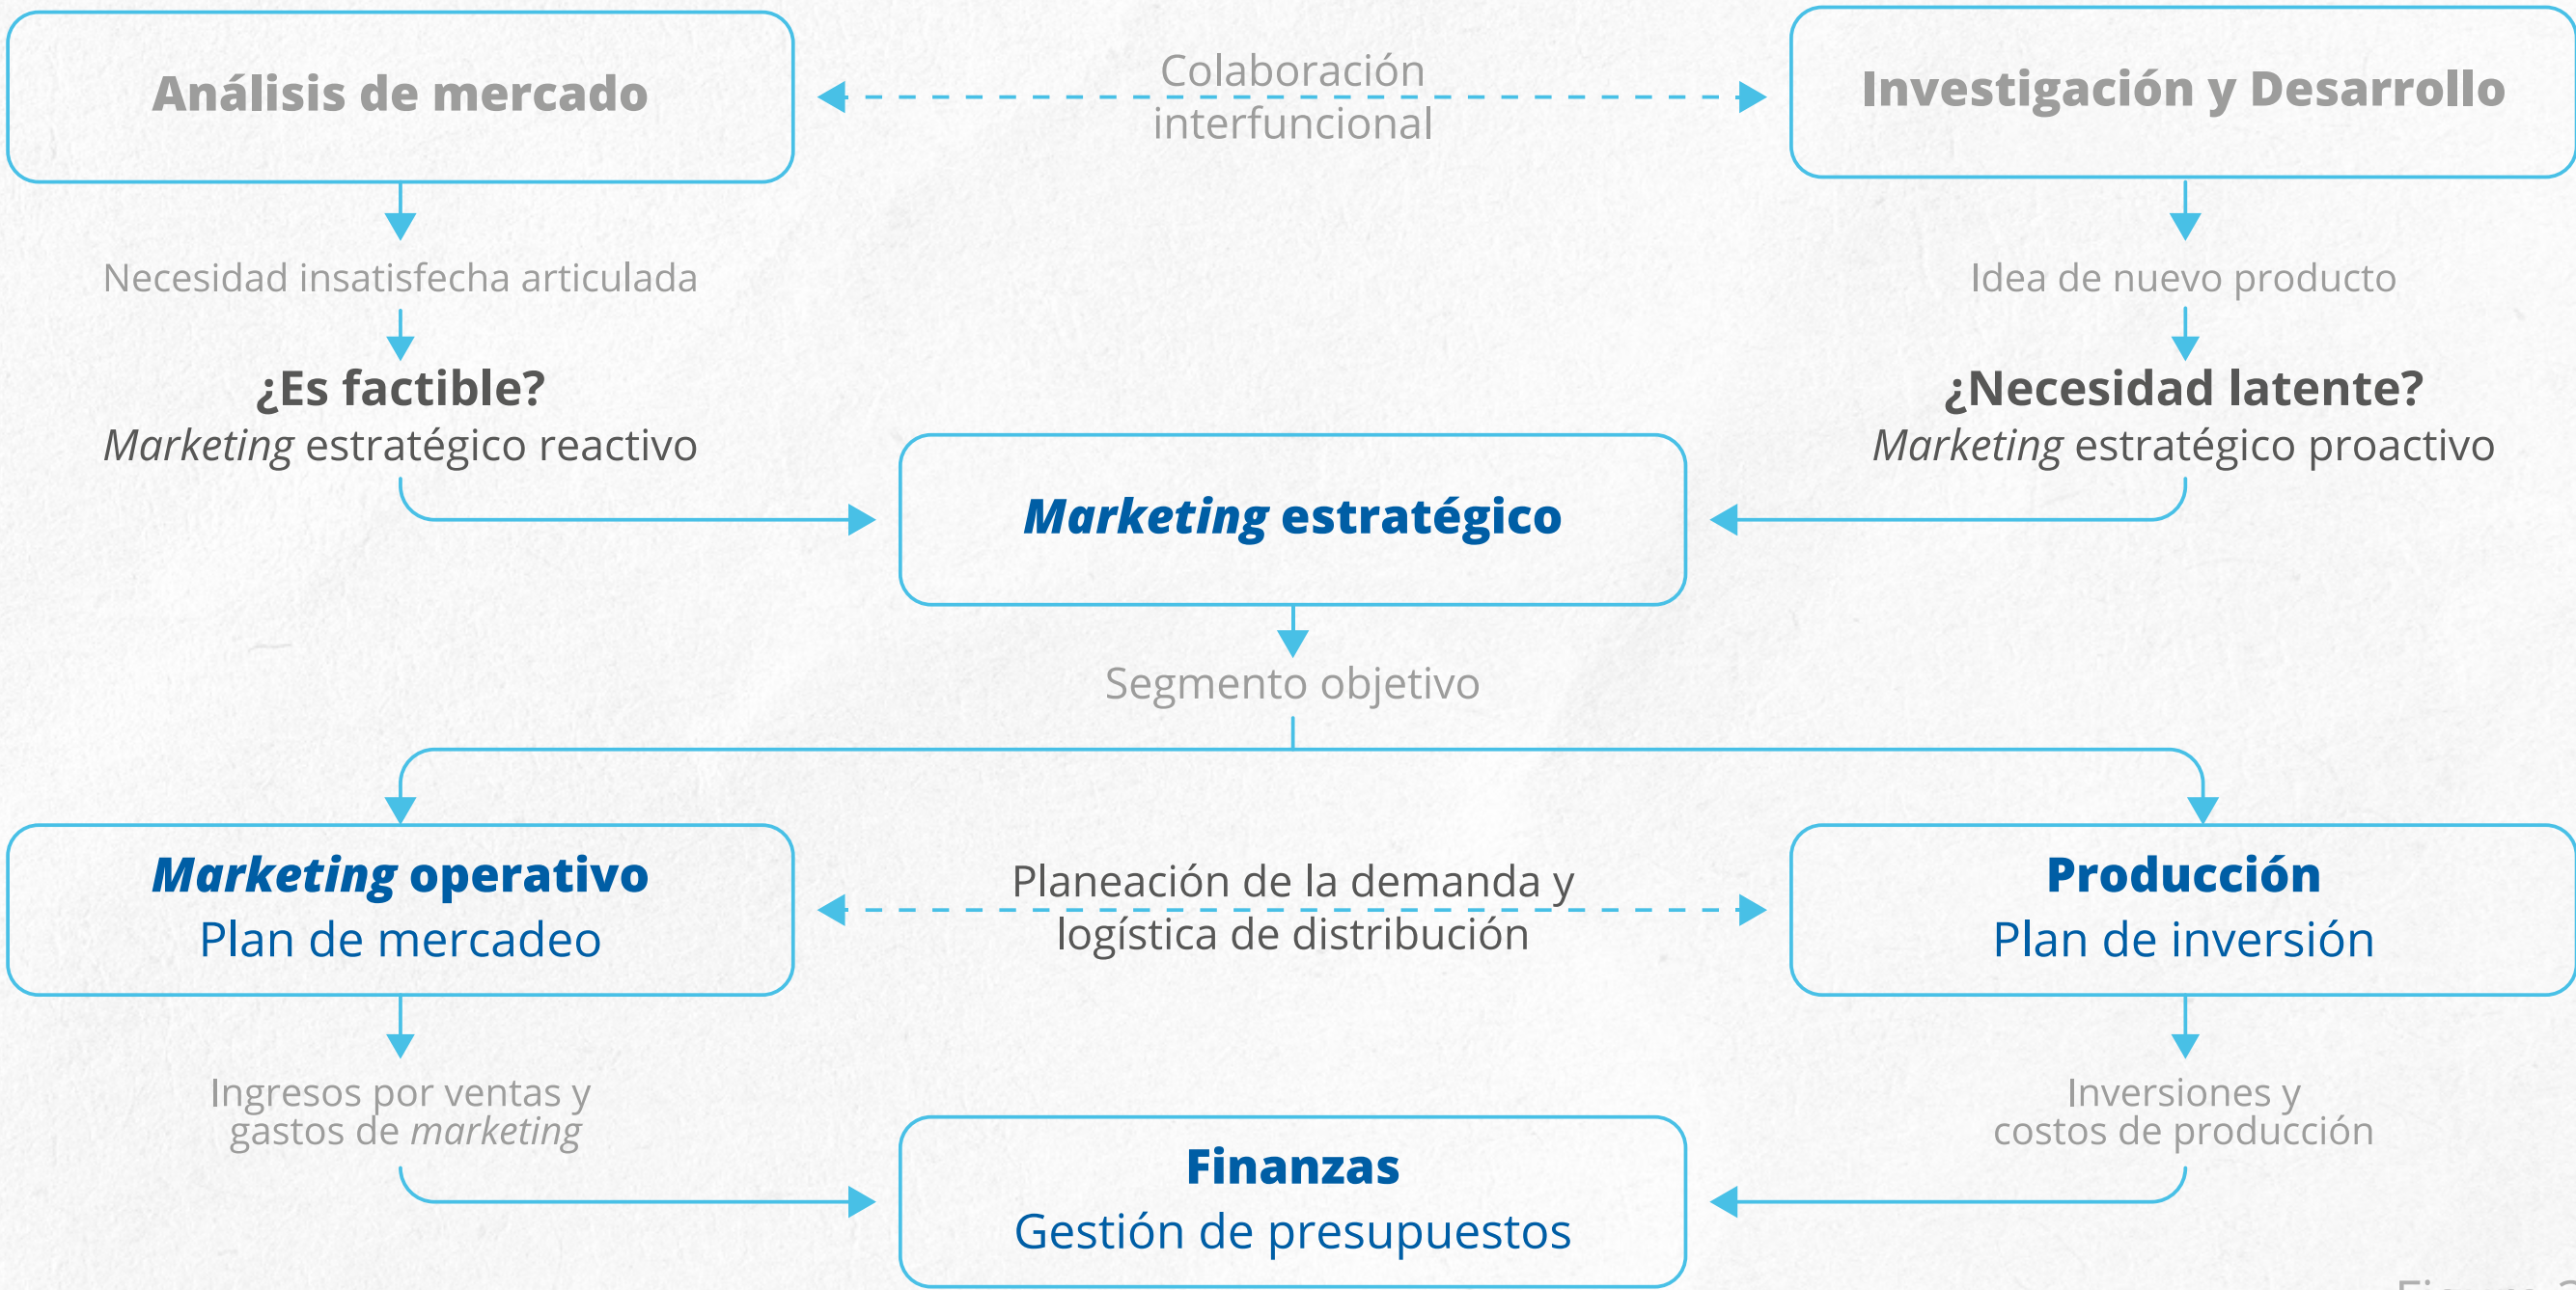 Análisis de mercado
Colaboración
interfuncional
Investigación y Desarrollo
Necesidad insatisfecha articulada
Idea de nuevo producto
¿Es factible?
Marketing estratégico reactivo
¿Necesidad latente?
Marketing estratégico proactivo
Marketing estratégico
Segmento objetivo
Marketing operativo
Plan de mercadeo
Planeación de la demanda y
logística de distribución
Producción
Plan de inversión
Ingresos por ventas y
gastos de marketing
Inversiones y
costos de producción
Finanzas
Gestión de presupuestos